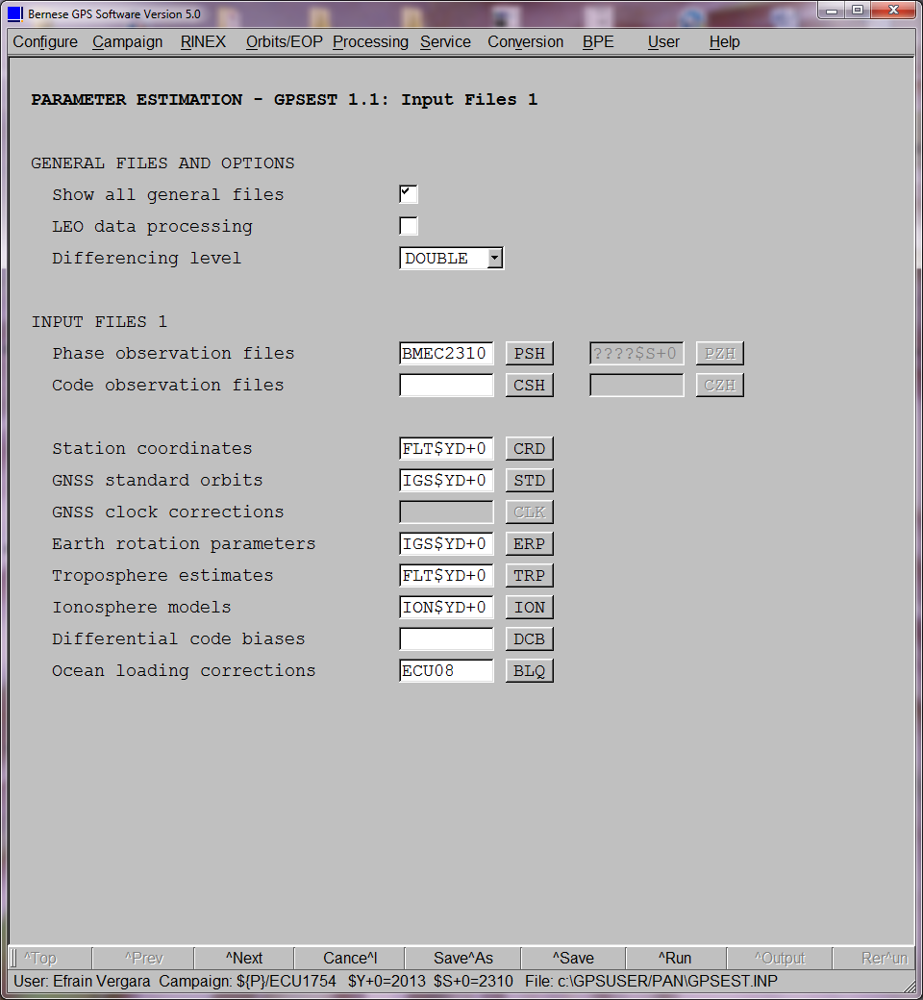 Bernese GPS Software Version 5.0
Configure Campaign RINEX Orbits/EOP Processing Service Conversion BPE User Help
PARAMETER ESTIMATION - GPSEST 1.1: Input Files 1
GENERAL FILES AND OPTIONS
Show all general files
LEO data processing
Differencing level DOUBLE
INPUT FILES 1
Phase observation files BMEC2310 PSH ????$S+0 PZH
Code observation files CSH CZH
Station coordinates FLT$YD+0 CRD
GNSS standard orbits IGS$YD+0 STD
GNSS clock corrections CLK
Earth rotation parameters IGS$YD+0 ERP
Troposphere estimates FLT$YD+0 TRP
Ionosphere models ION$YD+0 ION
Differential code biases DCB
Ocean loading corrections ECU08 BLQ
^Top ^Prev ^Next Cance^l Save^As ^Save ^Run ^Output Rer^un
User: Efrain Vergara Campaign: ${P}/ECU1754 $Y+0=2013 $S+0=2310 File: c:\GPSUSER/PAN\GPSEST.INP